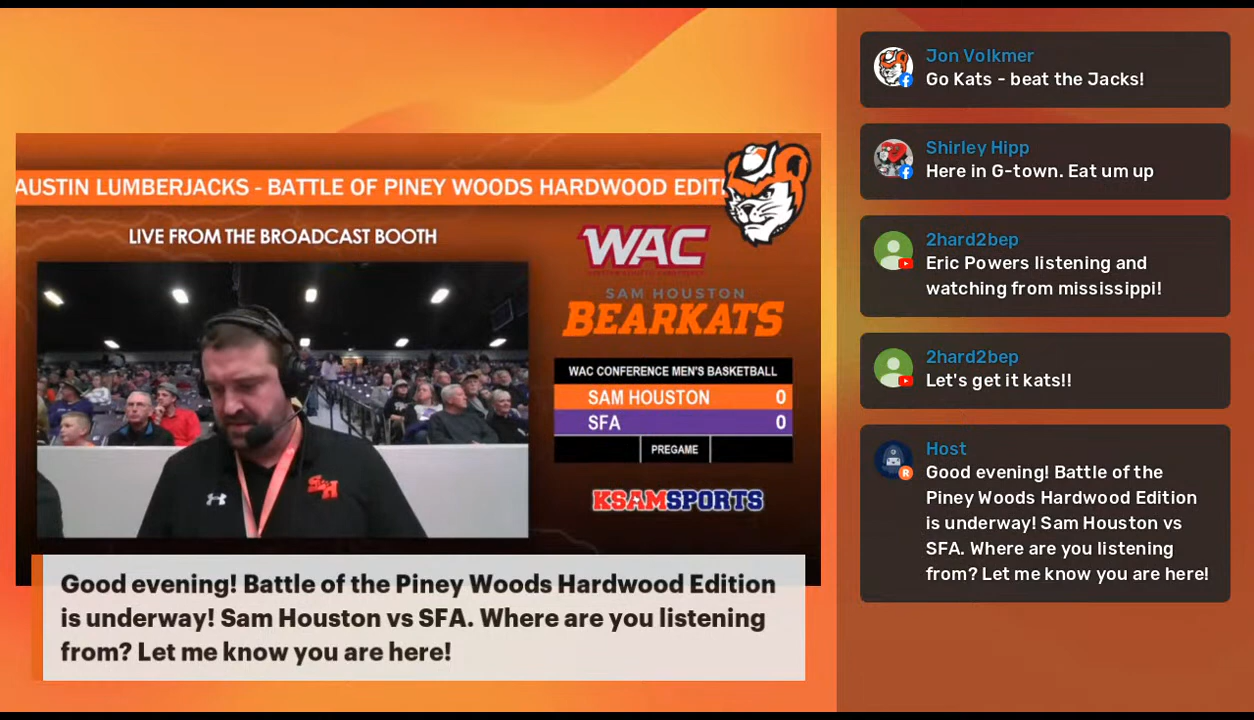 AUSTIN LUMBERJACKS - BATTLE OF PINEY WOODS HARDWOOD EDIT
LIVE FROM THE BROADCAST BOOTH
WAC
SAM HOUSTON
BEARKATS
WAC CONFERENCE MEN'S BASKETBALL
SAM HOUSTON 0
SFA 0
PREGAME
KSAMSPORTS
SH
Good evening! Battle of the Piney Woods Hardwood Edition
is underway! Sam Houston vs SFA. Where are you listening
from? Let me know you are here!
Jon Volkmer
Go Kats - beat the Jacks!
Shirley Hipp
Here in G-town. Eat um up
2hard2bep
Eric Powers listening and
watching from mississippi!
2hard2bep
Let's get it kats!!
Host
Good evening! Battle of the
Piney Woods Hardwood Edition
is underway! Sam Houston vs
SFA. Where are you listening
from? Let me know you are here!